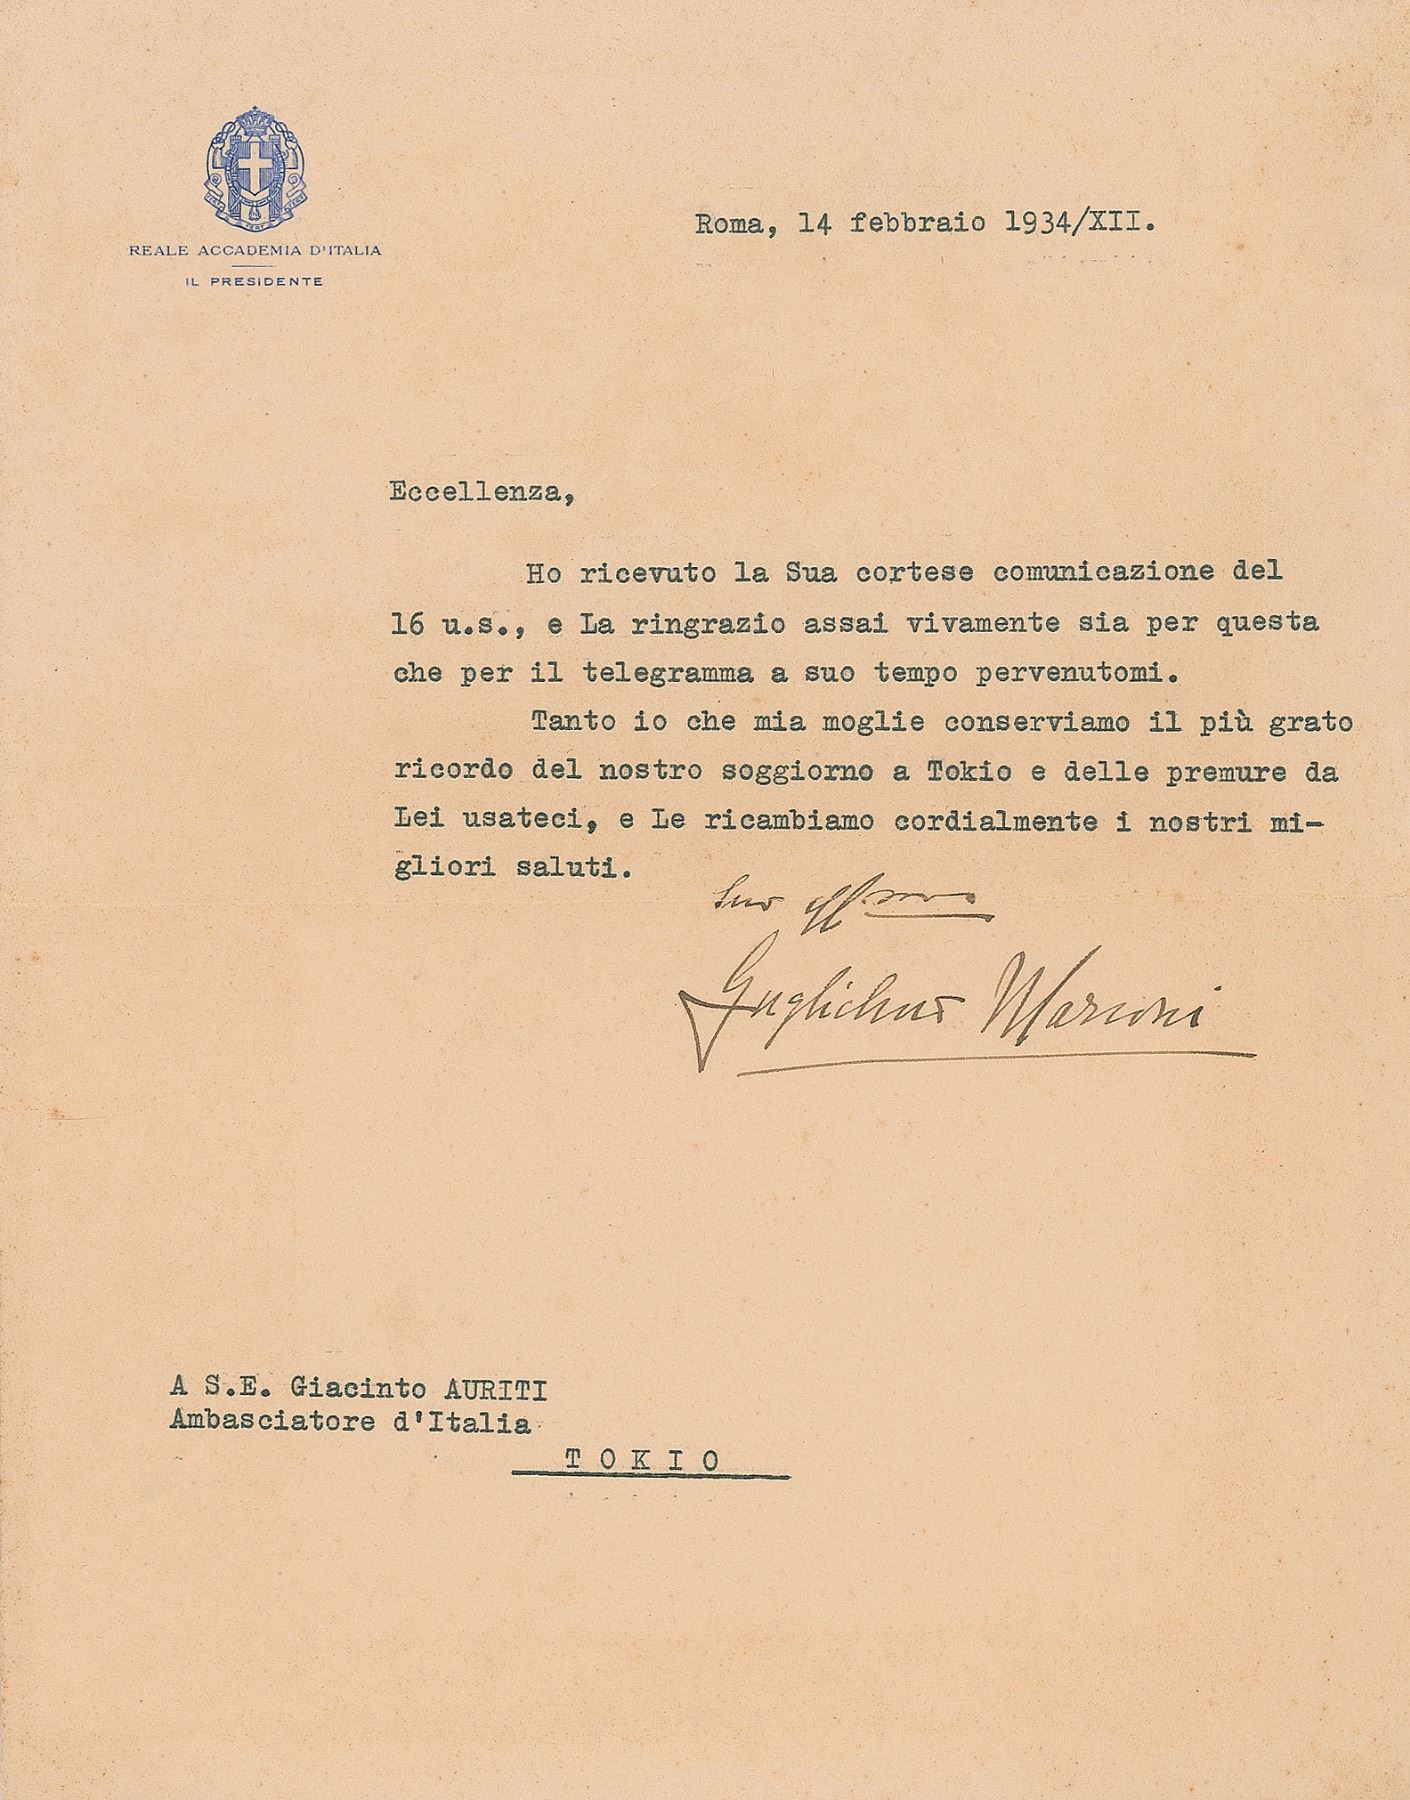 REALE ACCADEMIA D'ITALIA
IL PRESIDENTE
Roma, 14 febbraio 1934/XII.
Eccellenza,
Ho ricevuto la Sua cortese comunicazione del
16 u.s., e La ringrazio assai vivamente sia per questa
che per il telegramma a suo tempo pervenutomi.
Tanto io che mia moglie conserviamo il più grato
ricordo del nostro soggiorno a Tokio e delle premure da
Lei usateci, e Le ricambiamo cordialmente i nostri mi-
gliori saluti.
Suo aff.mo
Guglielmo Marconi
A S.E. Giacinto AURITI
Ambasciatore d'Italia
T O K I O